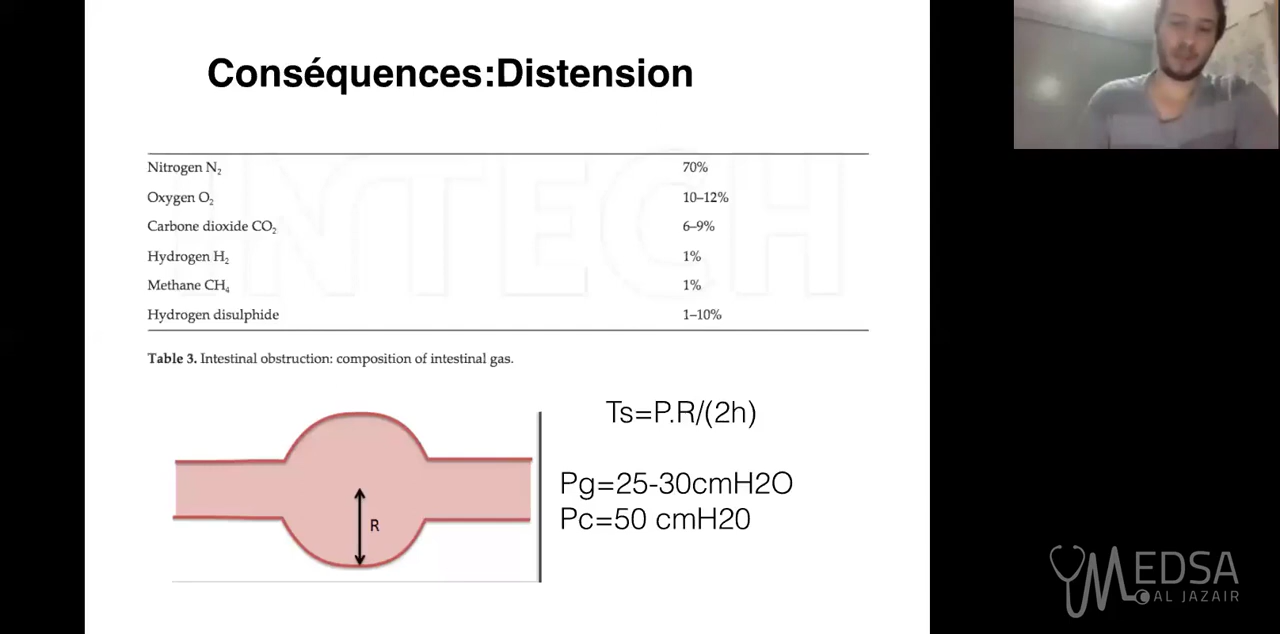 Conséquences:Distension
INTECH
Nitrogen N₂ 70%
Oxygen O₂ 10–12%
Carbone dioxide CO₂ 6–9%
Hydrogen H₂ 1%
Methane CH₄ 1%
Hydrogen disulphide 1–10%
Table 3. Intestinal obstruction: composition of intestinal gas.
R
Ts=P.R/(2h)
Pg=25-30cmH2O
Pc=50 cmH20
MEDSA
AL JAZAIR